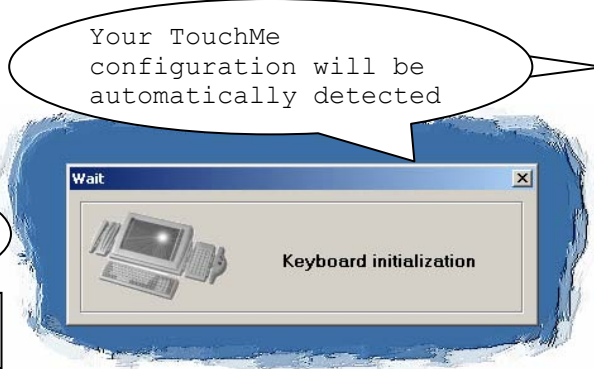 Your TouchMe
configuration will be
automatically detected
Wait
Keyboard initialization